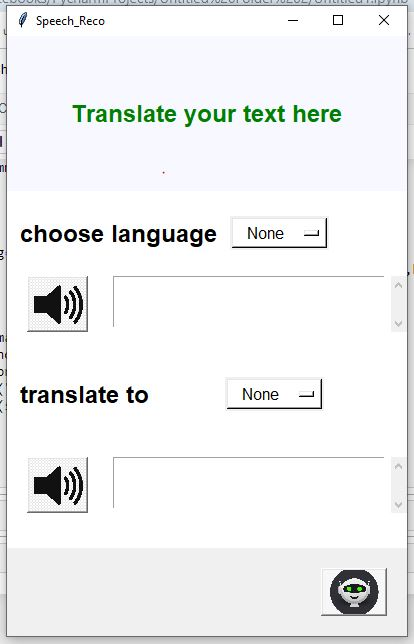 Speech_Reco
Translate your text here
choose language
None
translate to
None